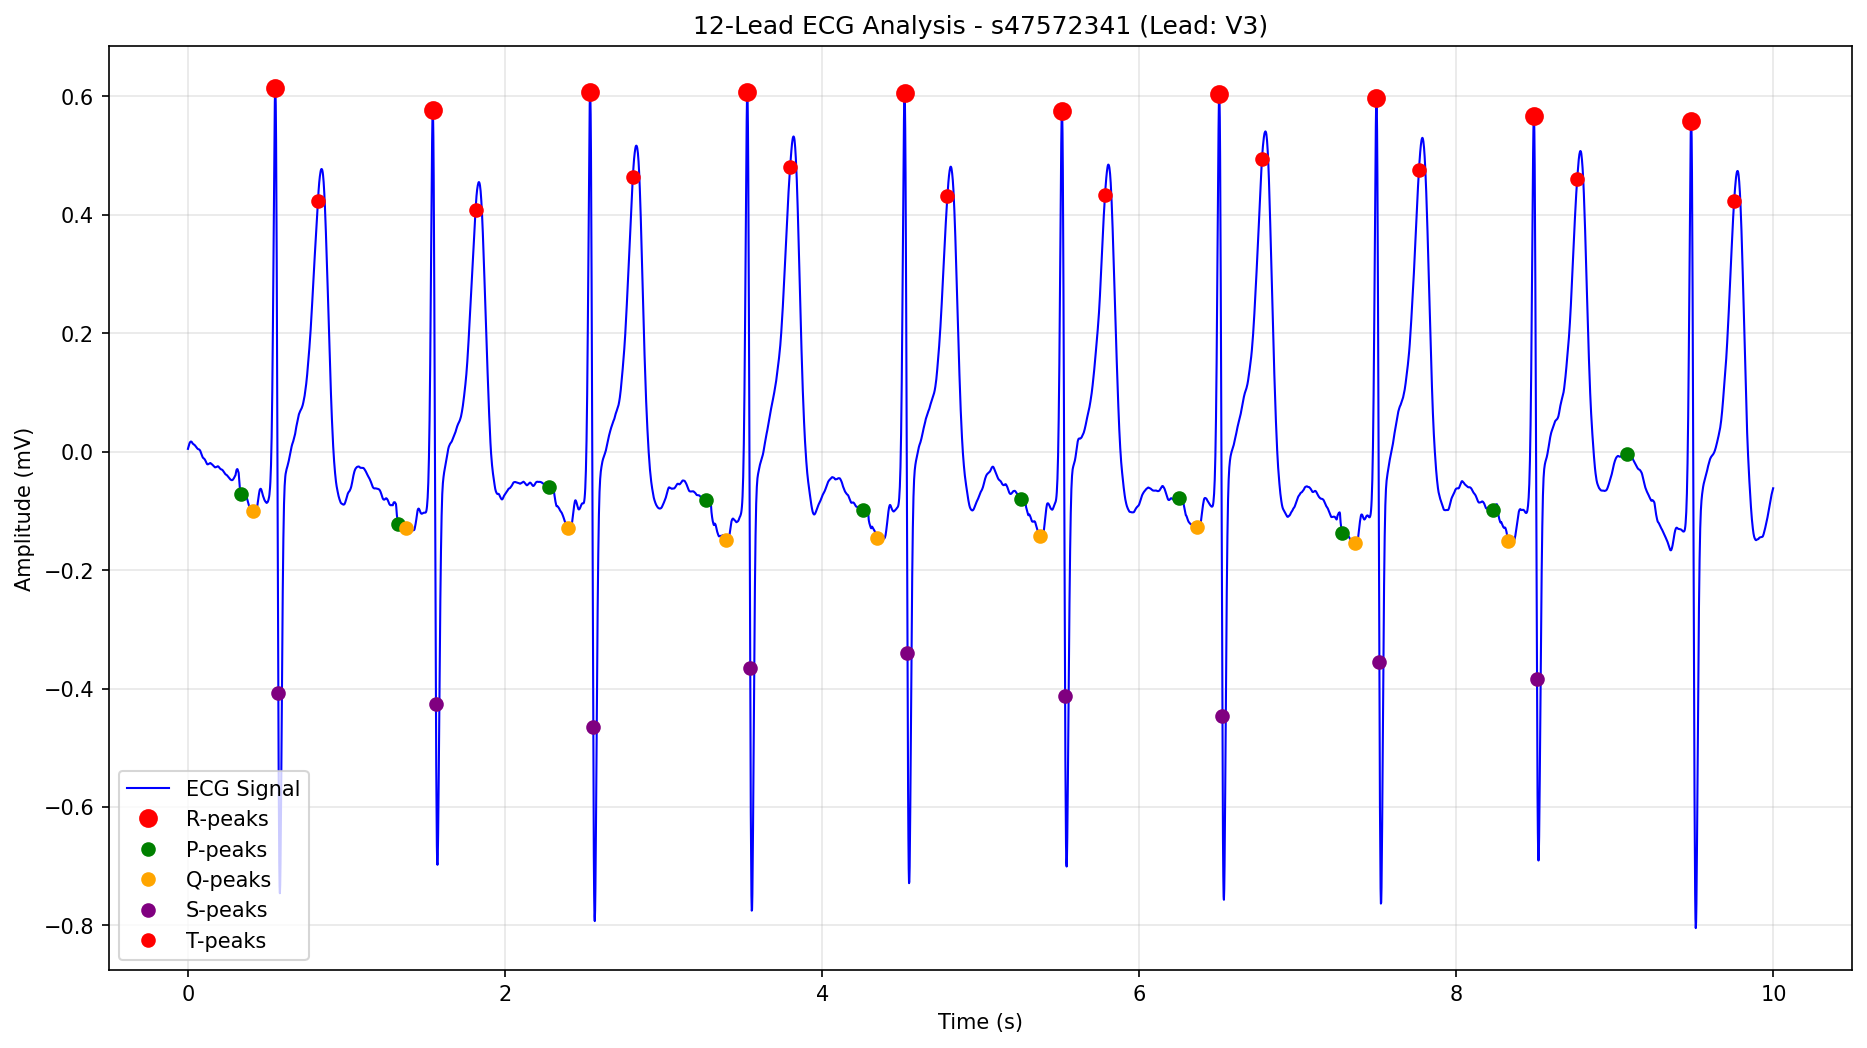 12-Lead ECG Analysis - s47572341 (Lead: V3)
Amplitude (mV)
0.6
0.4
0.2
0.0
−0.2
−0.4
−0.6
−0.8
ECG Signal
R-peaks
P-peaks
Q-peaks
S-peaks
T-peaks
0 2 4 6 8 10
Time (s)